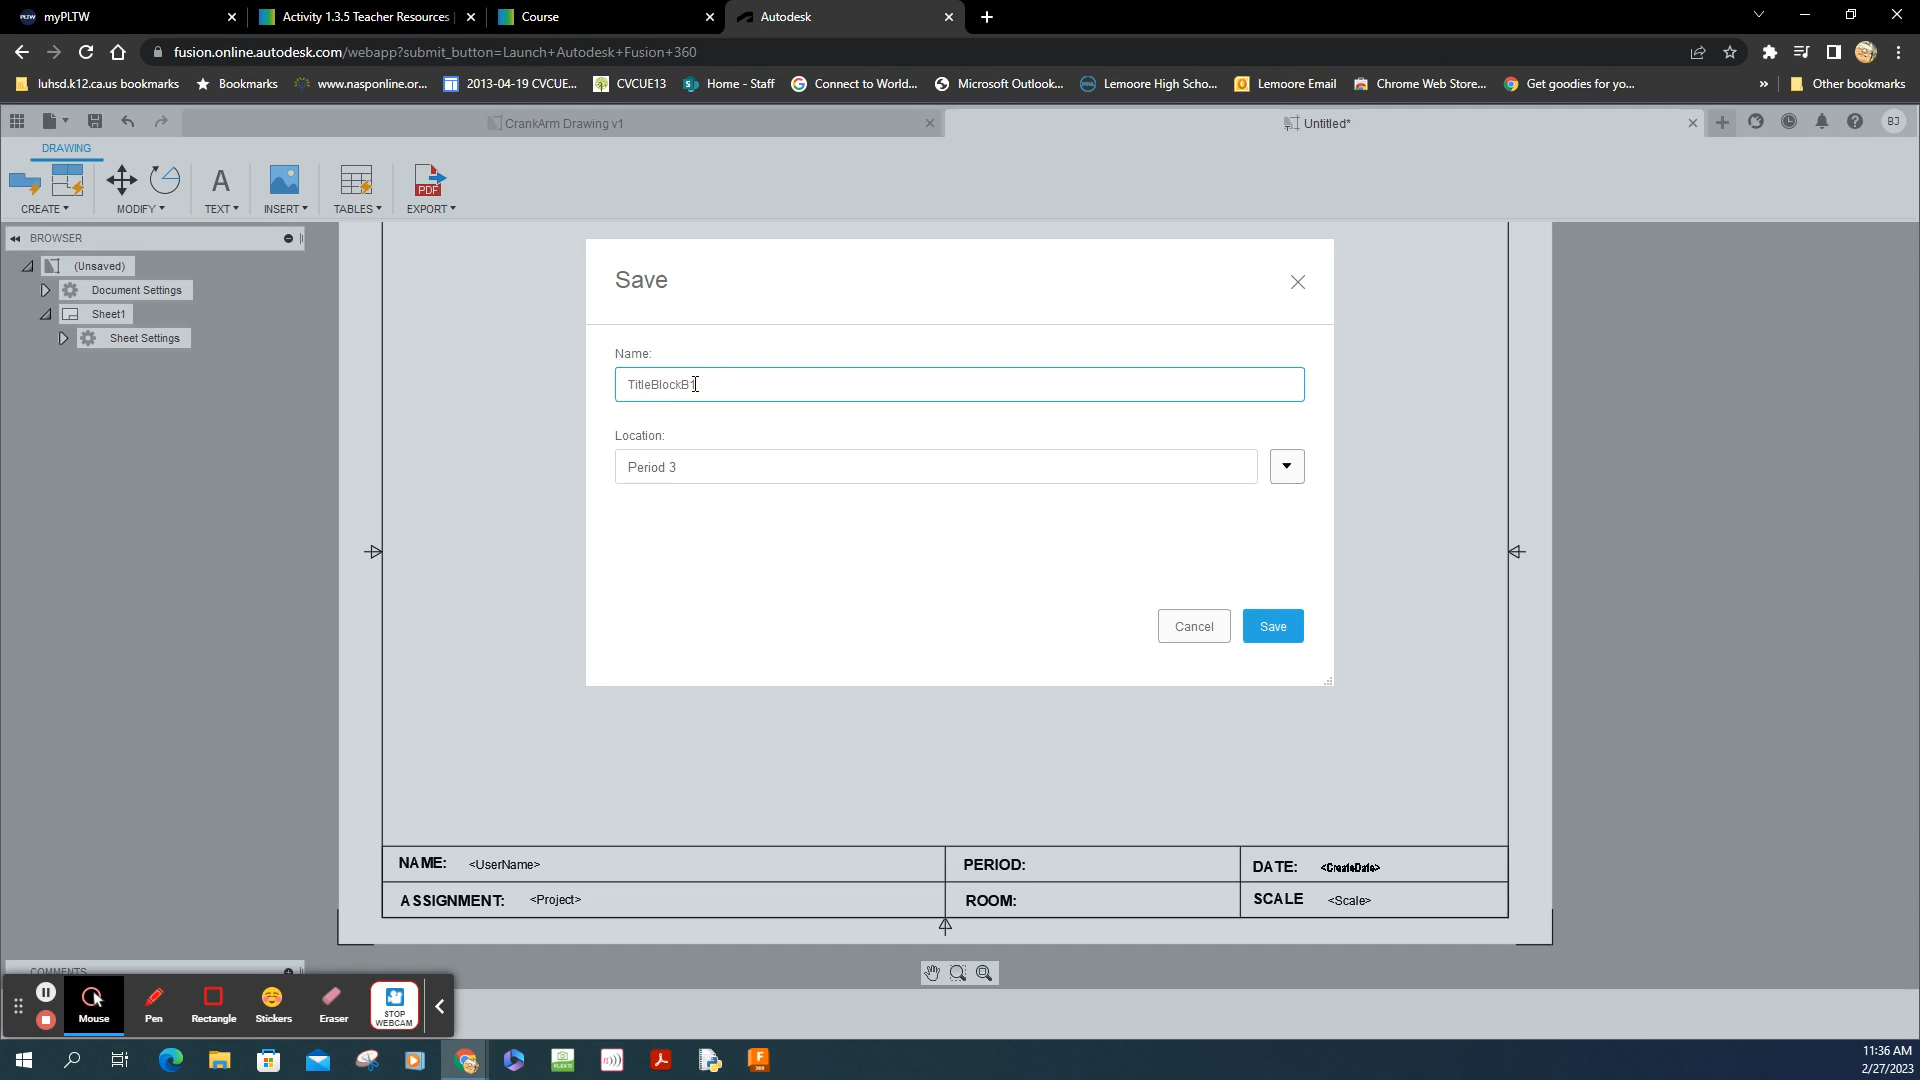 myPLTW
Activity 1.3.5 Teacher Resources
Course
Autodesk
fusion.online.autodesk.com/webapp?submit_button=Launch+Autodesk+Fusion+360
luhsd.k12.ca.us bookmarks
Bookmarks
www.nasponline.or...
2013-04-19 CVCUE...
CVCUE13
Home - Staff
Connect to World...
Microsoft Outlook...
Lemoore High Scho...
Lemoore Email
Chrome Web Store...
Get goodies for yo...
»
Other bookmarks
CrankArm Drawing v1
Untitled*
BJ
DRAWING
CREATE
MODIFY
TEXT
INSERT
TABLES
PDF
EXPORT
BROWSER
(Unsaved)
Document Settings
Sheet1
Sheet Settings
Save
Name:
TitleBlockB1
Location:
Period 3
Cancel
Save
NAME: <UserName>
PERIOD:
DATE: <CreateDate>
ASSIGNMENT: <Project>
ROOM:
SCALE <Scale>
COMMENTS
Mouse
Pen
Rectangle
Stickers
Eraser
STOP
WEBCAM
11:36 AM
2/27/2023